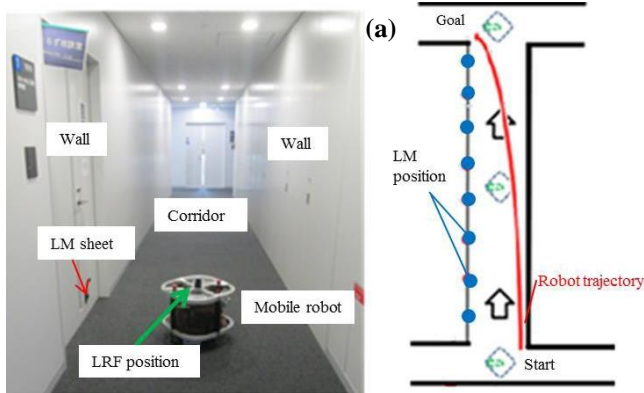 Wall
Wall
Corridor
LM sheet
Mobile robot
LRF position
(a)
Goal
LM
position
Robot trajectory
Start